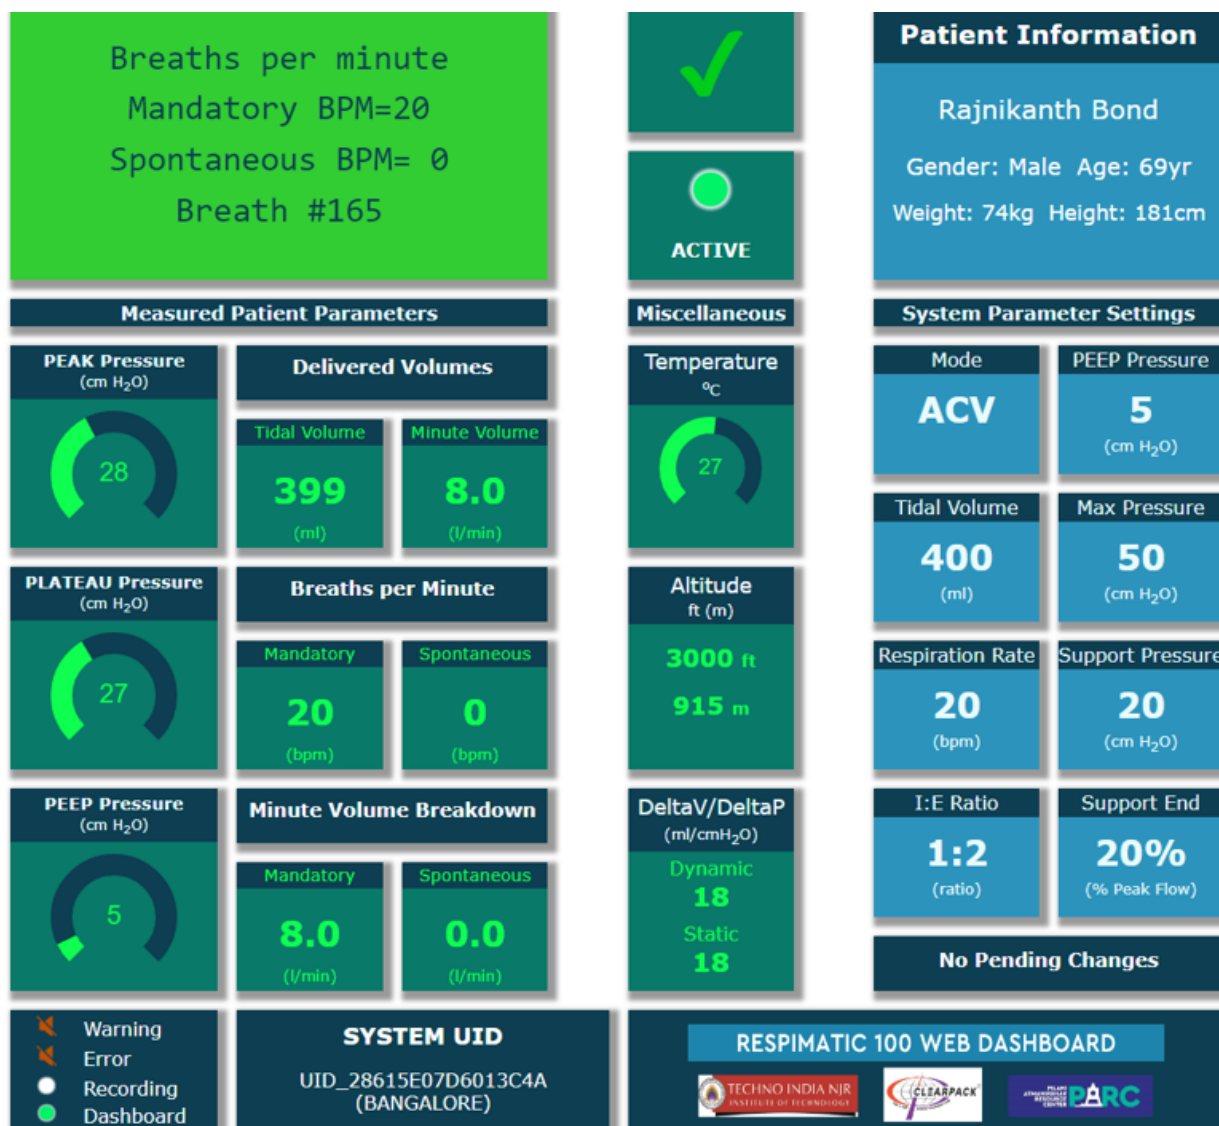 Breaths per minute
Mandatory BPM=20
Spontaneous BPM= 0
Breath #165
ACTIVE
Patient Information
Rajnikanth Bond
Gender: Male Age: 69yr
Weight: 74kg Height: 181cm
Measured Patient Parameters
PEAK Pressure
(cm H₂O)
28
Delivered Volumes
Tidal Volume
399
(ml)
Minute Volume
8.0
(l/min)
PLATEAU Pressure
(cm H₂O)
27
Breaths per Minute
Mandatory
20
(bpm)
Spontaneous
0
(bpm)
PEEP Pressure
(cm H₂O)
5
Minute Volume Breakdown
Mandatory
8.0
(l/min)
Spontaneous
0.0
(l/min)
Miscellaneous
Temperature
ºC
27
Altitude
ft (m)
3000 ft
915 m
DeltaV/DeltaP
(ml/cmH₂O)
Dynamic
18
Static
18
System Parameter Settings
Mode
ACV
PEEP Pressure
5
(cm H₂O)
Tidal Volume
400
(ml)
Max Pressure
50
(cm H₂O)
Respiration Rate
20
(bpm)
Support Pressure
20
(cm H₂O)
I:E Ratio
1:2
(ratio)
Support End
20%
(% Peak Flow)
No Pending Changes
Warning
Error
Recording
Dashboard
SYSTEM UID
UID_28615E07D6013C4A
(BANGALORE)
RESPIMATIC 100 WEB DASHBOARD
TECHNO INDIA NJR
INSTITUTE OF TECHNOLOGY
CLEARPACK
PARC